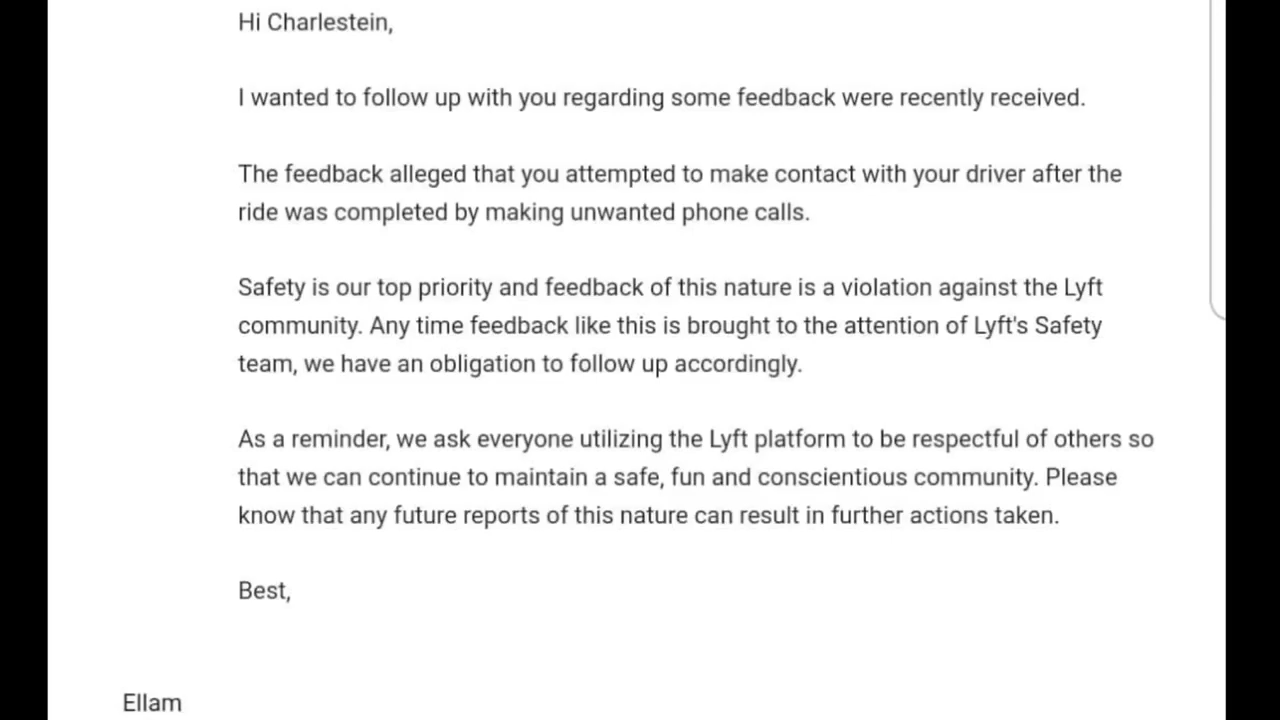 Hi Charlestein,
I wanted to follow up with you regarding some feedback were recently received.
The feedback alleged that you attempted to make contact with your driver after the
ride was completed by making unwanted phone calls.
Safety is our top priority and feedback of this nature is a violation against the Lyft
community. Any time feedback like this is brought to the attention of Lyft's Safety
team, we have an obligation to follow up accordingly.
As a reminder, we ask everyone utilizing the Lyft platform to be respectful of others so
that we can continue to maintain a safe, fun and conscientious community. Please
know that any future reports of this nature can result in further actions taken.
Best,
Ellam